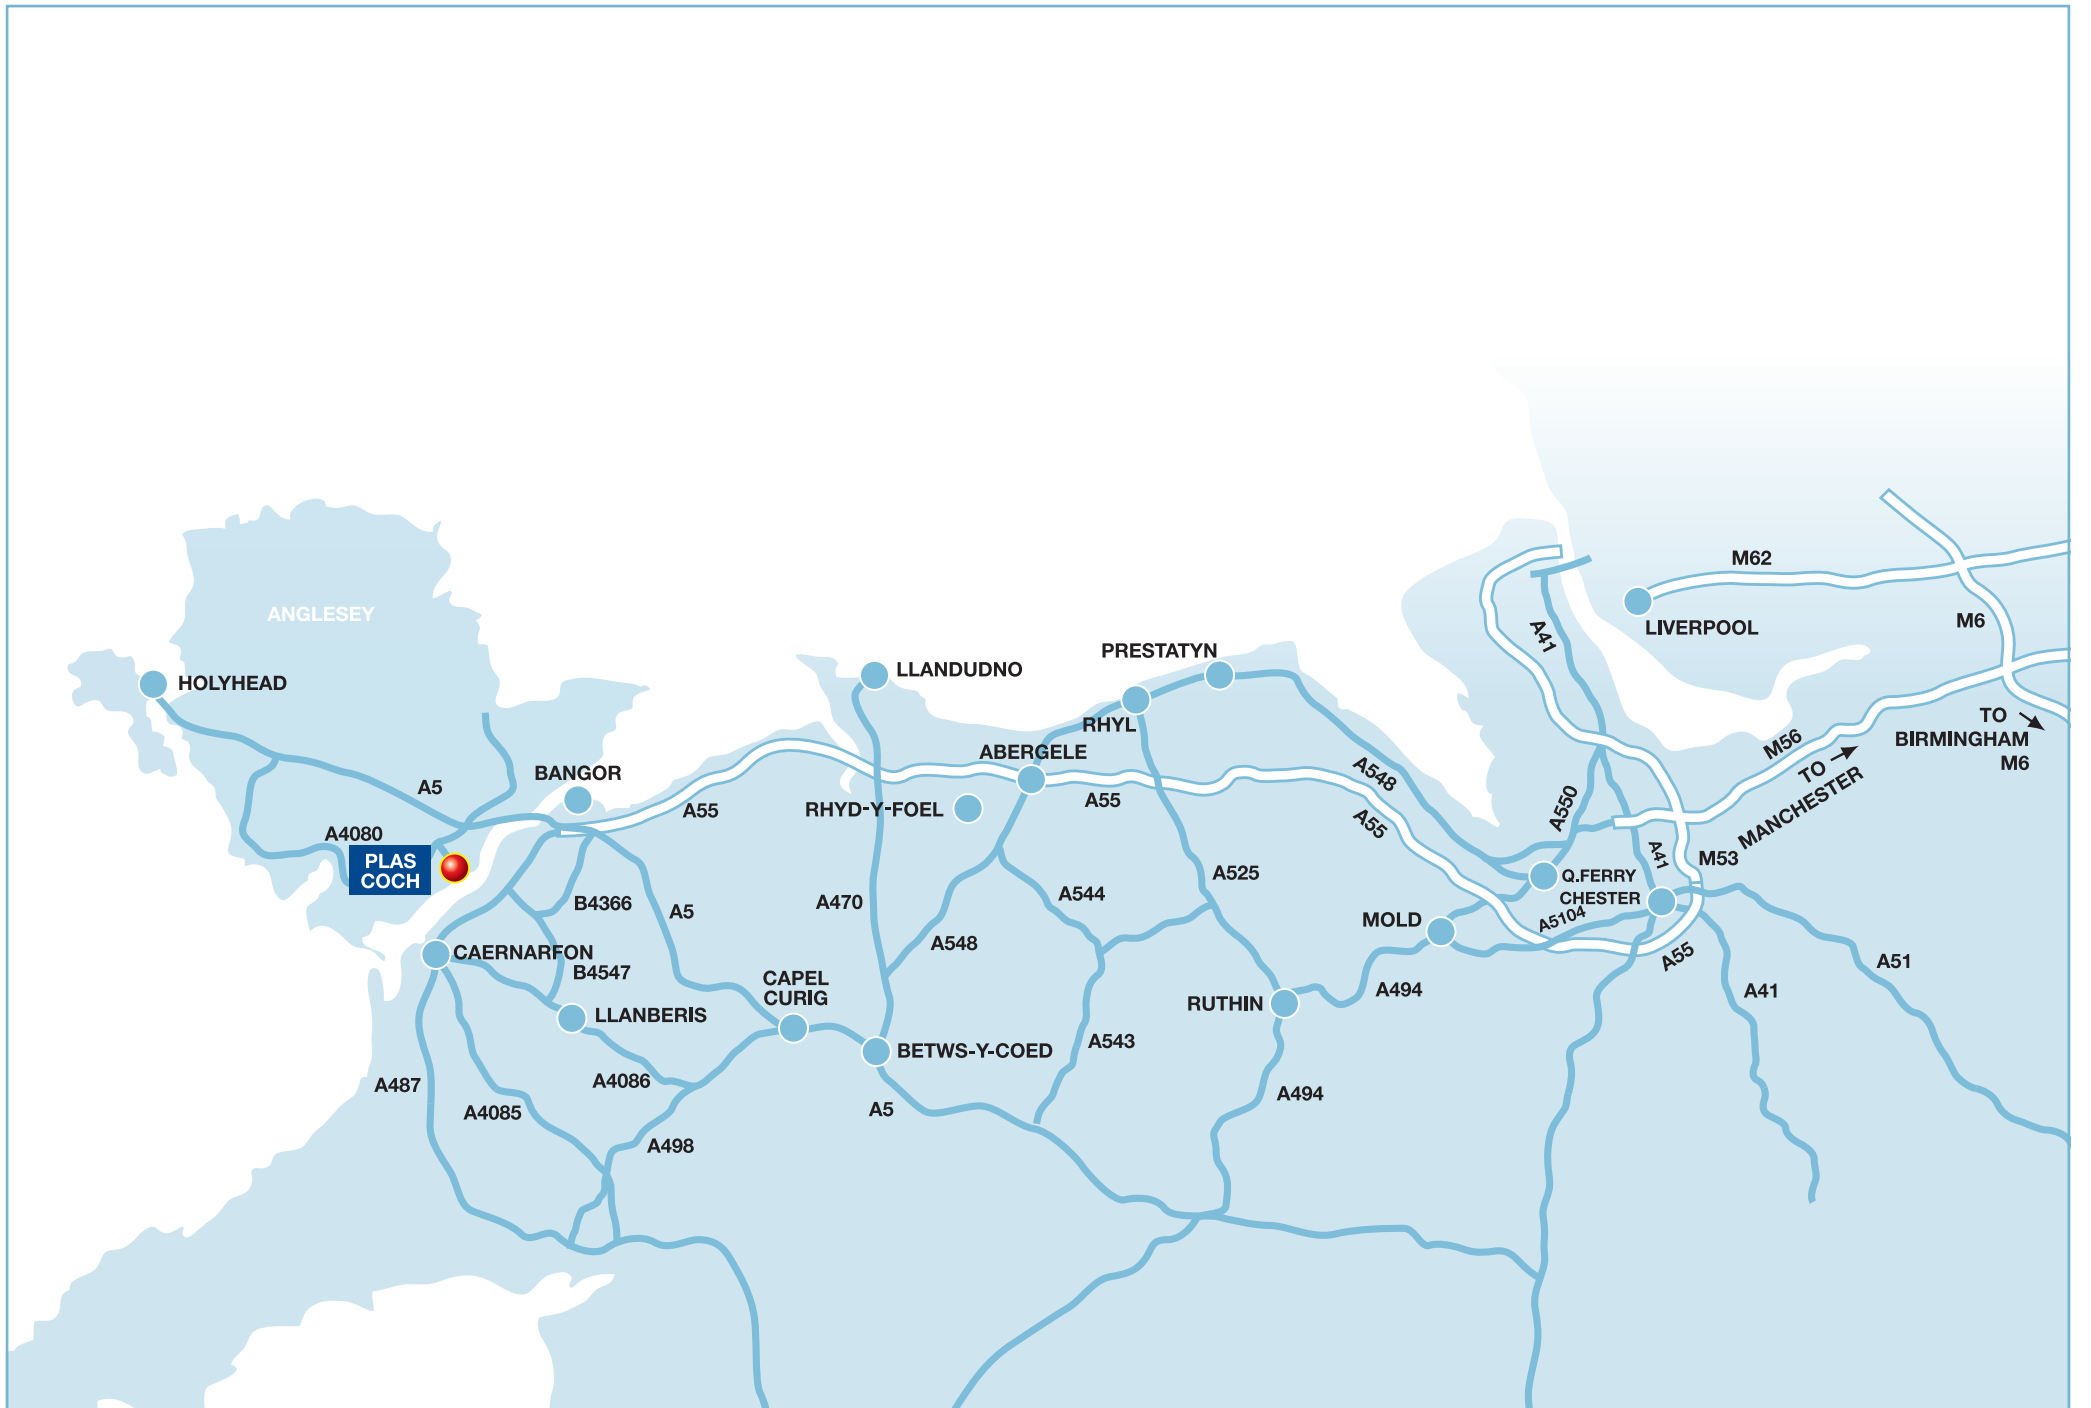 M62
A41
M6
ANGLESEY
LIVERPOOL
PRESTATYN
LLANDUDNO
HOLYHEAD
RHYL
TO
BIRMINGHAM
M6
M56
ABERGELE
TO
MANCHESTER
BANGOR
A548
A5
A55
RHYD-Y-FOEL
A55
A55
A550
A4080
PLAS
COCH
M53
A41
A525
Q.FERRY
CHESTER
B4366
A5
A470
A544
MOLD
A5104
A548
CAERNARFON
A55
A51
B4547
CAPEL
CURIG
A494
A41
RUTHIN
LLANBERIS
A543
BETWS-Y-COED
A487
A4086
A494
A4085
A5
A498